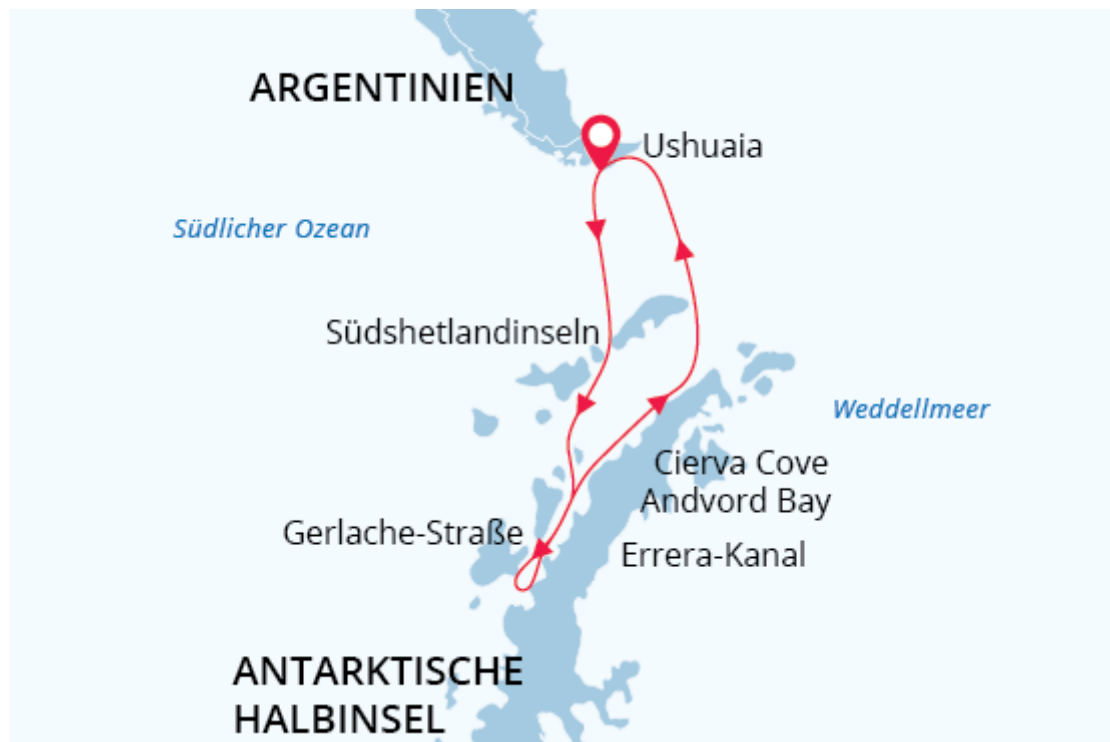 ARGENTINIEN
Ushuaia
Südlicher Ozean
Südshetlandinseln
Weddellmeer
Cierva Cove
Andvord Bay
Gerlache-Straße
Errera-Kanal
ANTARKTISCHE
HALBINSEL